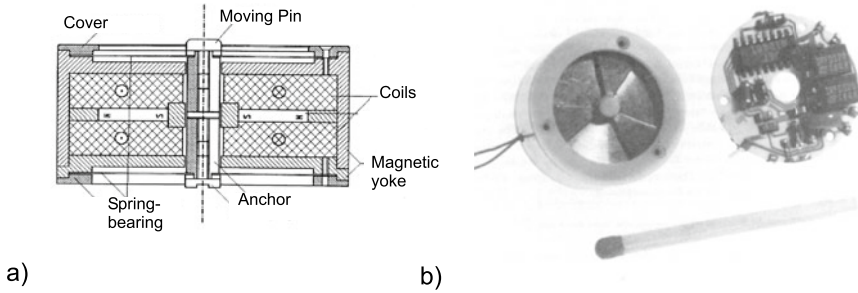 Cover
Moving Pin
Coils
N
S
S
N
Magnetic
yoke
Anchor
Spring-
bearing
a)
b)